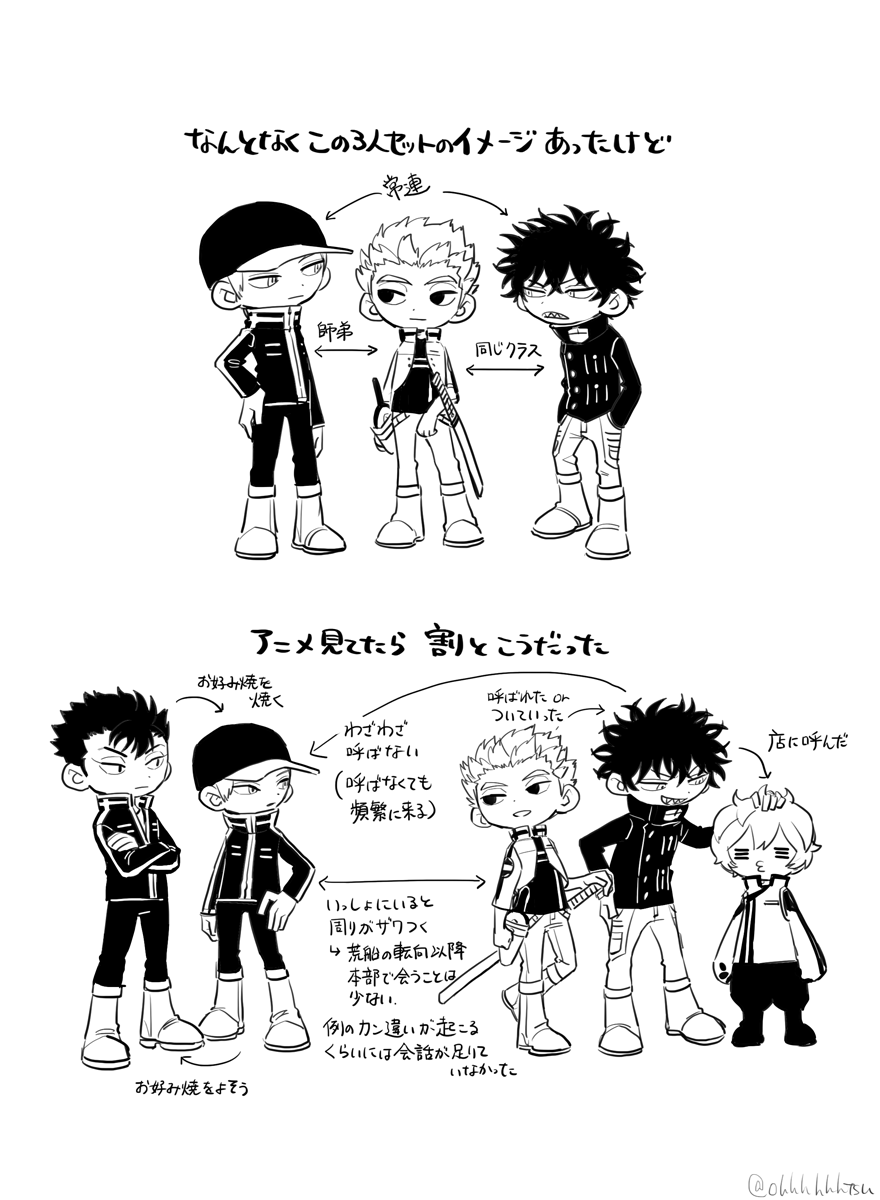 なんとなくこの3人セットのイメージあったけど
常連
師弟
同じクラス
アニメ見てたら 割とこうだった
お好み焼を
焼く
わざわざ
呼ばない
(呼ばなくても
頻繁に来る)
呼ばれた or
ついていった
店に呼んだ
いっしょにいると
周りがザワつく
↳ 荒船の転向以降
本部で会うことは
少ない.
例のカン違いが起こる
くらいには会話が足りて
いなかった
お好み焼をよそう